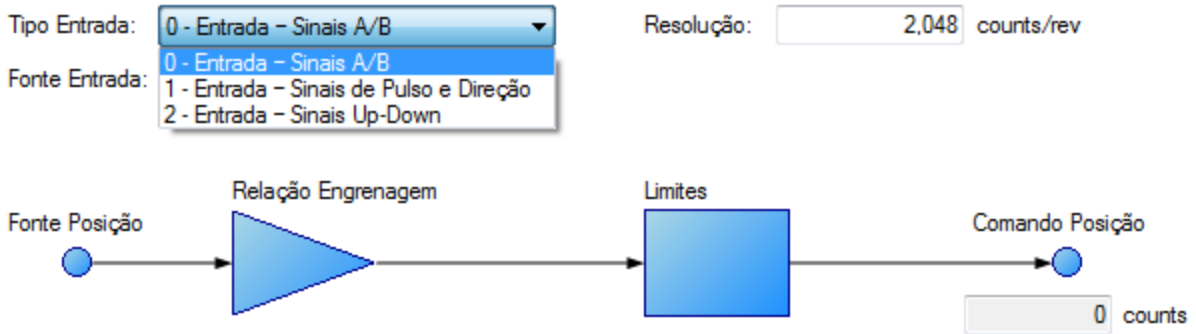 Tipo Entrada: 0 - Entrada – Sinais A/B Resolução: 2,048 counts/rev
0 - Entrada – Sinais A/B
Fonte Entrada: 1 - Entrada – Sinais de Pulso e Direção
2 - Entrada – Sinais Up-Down
Relação Engrenagem Limites
Fonte Posição Comando Posição
0 counts